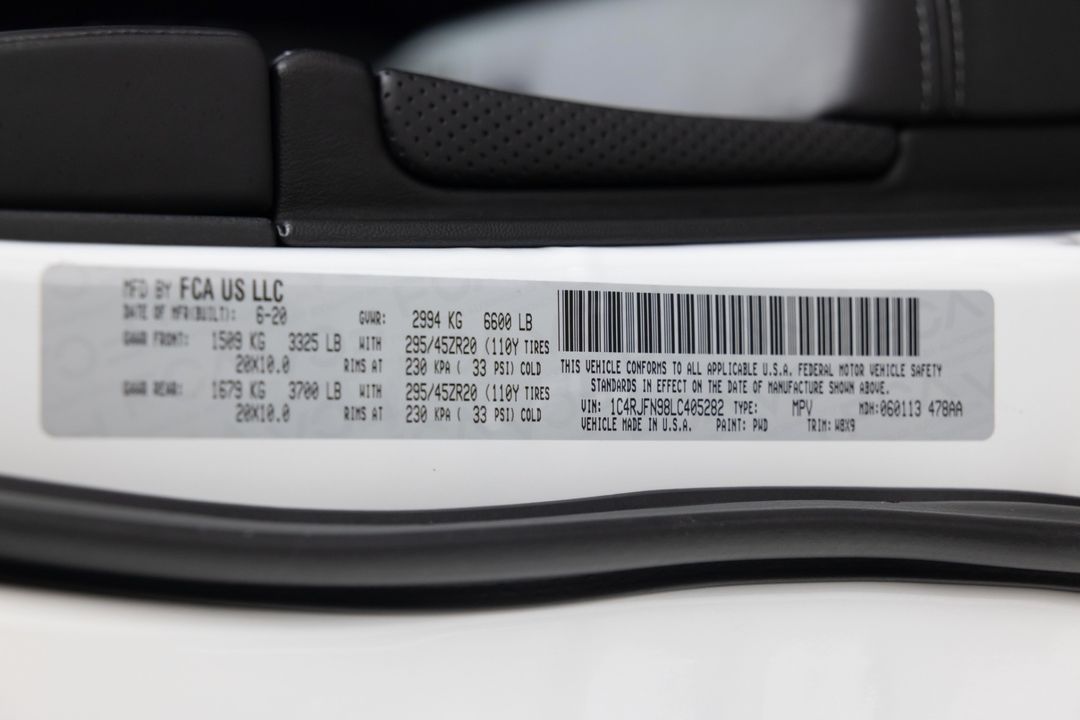 MFD BY FCA US LLC
DATE OF MFR(BUILT): 6-20 GVWR: 2994 KG 6600 LB
GAWR FRONT: 1509 KG 3325 LB WITH 295/45ZR20 (110Y TIRES
20X10.0 RIMS AT 230 KPA ( 33 PSI) COLD
GAWR REAR: 1679 KG 3700 LB WITH 295/45ZR20 (110Y TIRES
20X10.0 RIMS AT 230 KPA ( 33 PSI) COLD
THIS VEHICLE CONFORMS TO ALL APPLICABLE U.S.A. FEDERAL MOTOR VEHICLE SAFETY
STANDARDS IN EFFECT ON THE DATE OF MANUFACTURE SHOWN ABOVE.
VIN: 1C4RJFN98LC405282 TYPE: MPV MDH:060113 478AA
VEHICLE MADE IN U.S.A. PAINT: PWD TRIM: W8X9